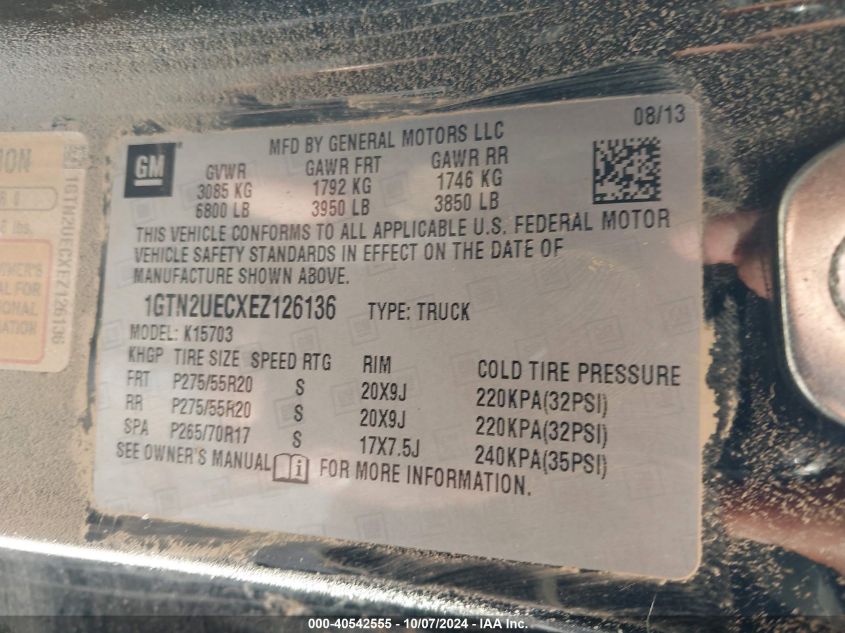 08/13
GM
MFD BY GENERAL MOTORS LLC
GVWR GAWR FRT GAWR RR
3085 KG 1792 KG 1746 KG
6800 LB 3950 LB 3850 LB
THIS VEHICLE CONFORMS TO ALL APPLICABLE U.S. FEDERAL MOTOR
VEHICLE SAFETY STANDARDS IN EFFECT ON THE DATE OF
MANUFACTURE SHOWN ABOVE.
1GTN2UECXEZ126136 TYPE: TRUCK
MODEL: K15703
KHGP TIRE SIZE SPEED RTG RIM COLD TIRE PRESSURE
FRT P275/55R20 S 20X9J 220KPA(32PSI)
RR P275/55R20 S 20X9J 220KPA(32PSI)
SPA P265/70R17 S 17X7.5J 240KPA(35PSI)
SEE OWNER'S MANUAL FOR MORE INFORMATION.
1GTN2UECXEZ126136
lbs.
FOR
000-40542555 - 10/07/2024 - IAA Inc.